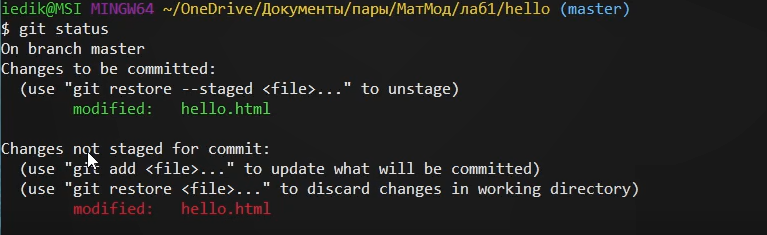 iedik@MSI MINGW64 ~/OneDrive/Документы/пары/МатМод/лаб1/hello (master)
$ git status
On branch master
Changes to be committed:
  (use "git restore --staged <file>..." to unstage)
        modified:   hello.html

Changes not staged for commit:
  (use "git add <file>..." to update what will be committed)
  (use "git restore <file>..." to discard changes in working directory)
        modified:   hello.html